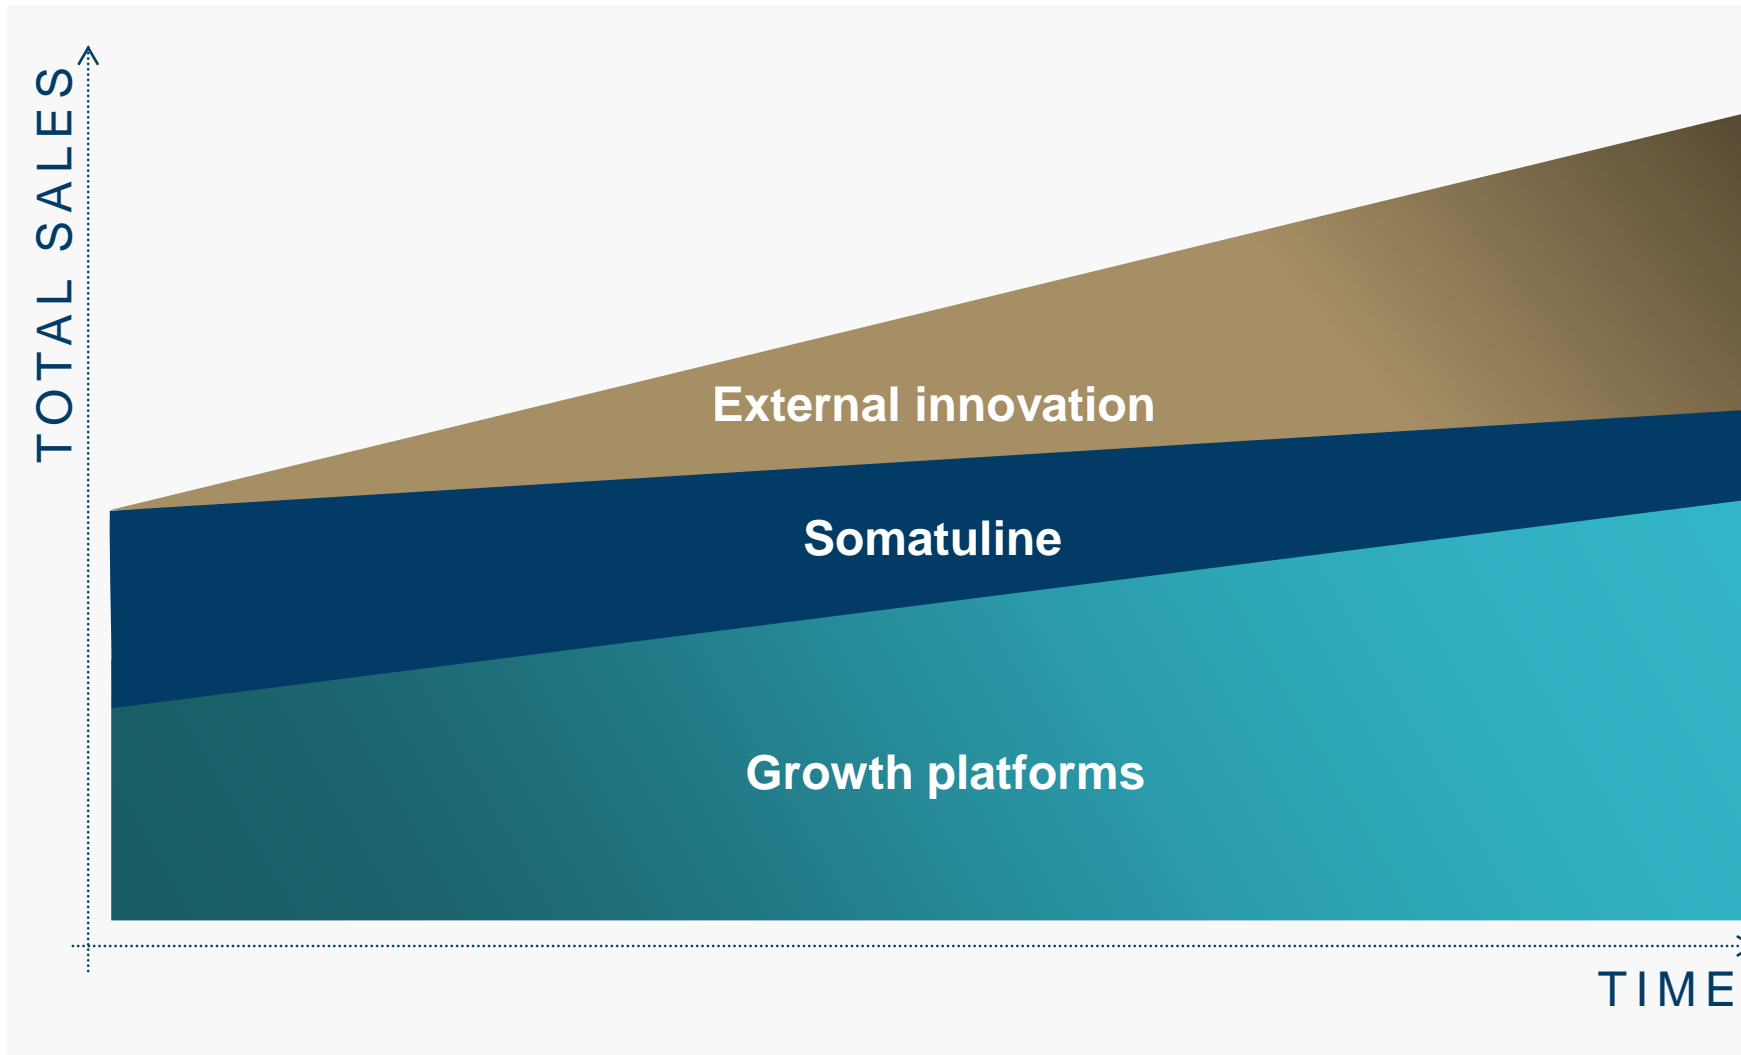 TOTAL SALES
External innovation
Somatuline
Growth platforms
TIME